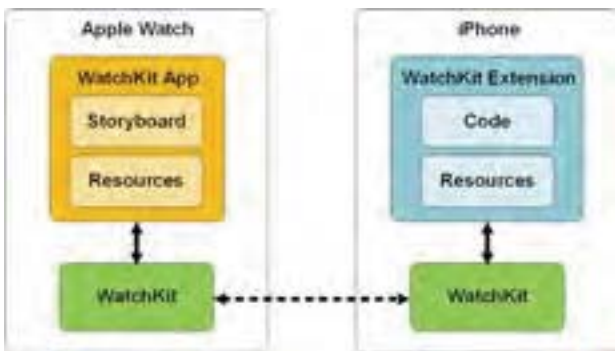 Apple Watch
WatchKit App
Storyboard
Resources
WatchKit
iPhone
WatchKit Extension
Code
Resources
WatchKit